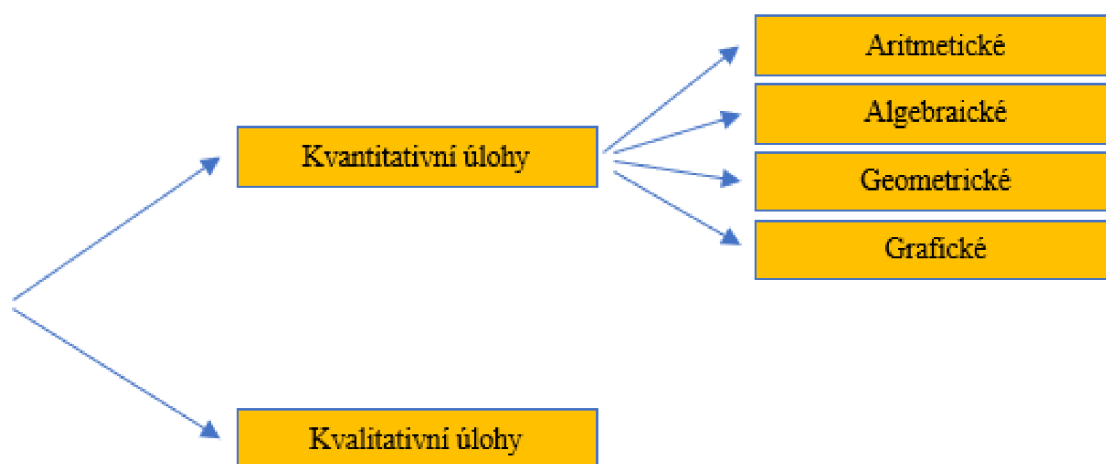 Aritmetické
Algebraické
Kvantitativní úlohy
Geometrické
Grafické
Kvalitativní úlohy